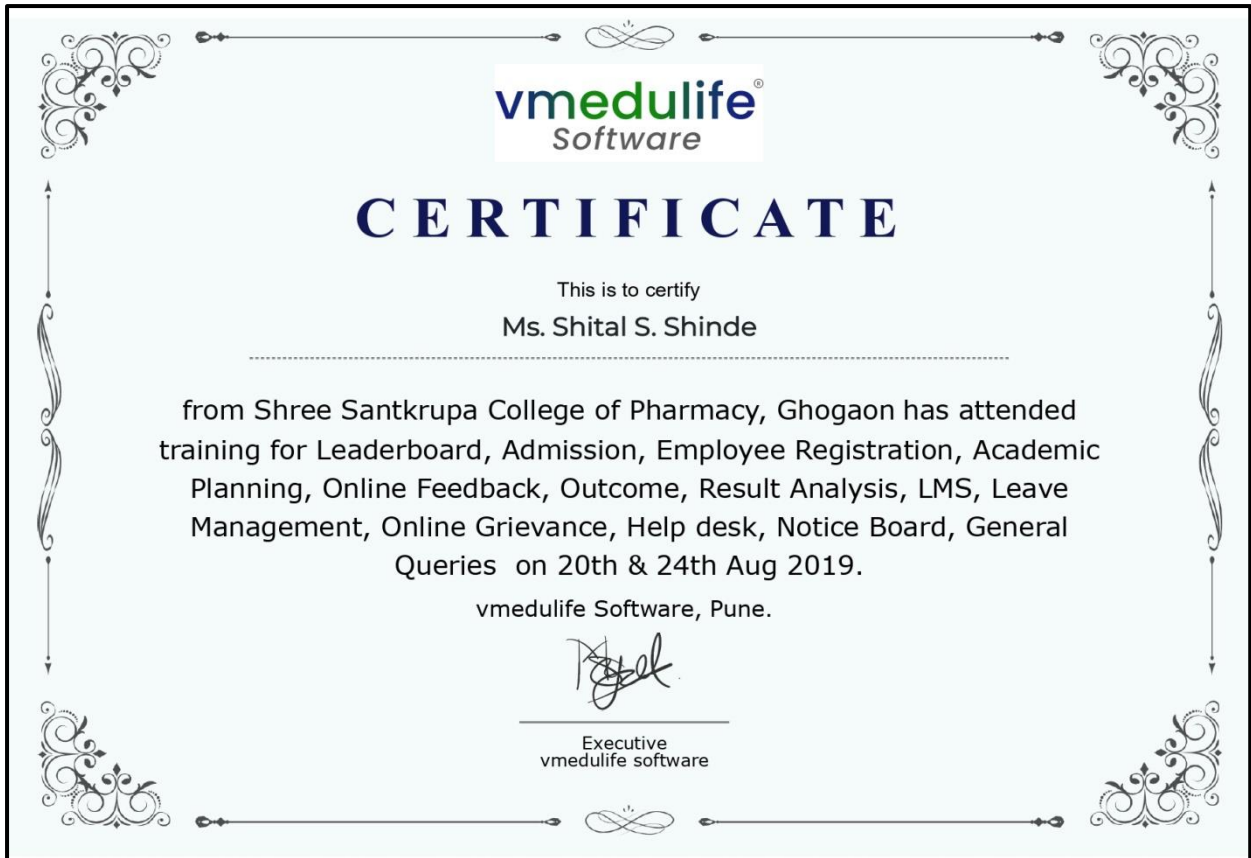 vmedulife®
Software
CERTIFICATE
This is to certify
Ms. Shital S. Shinde
from Shree Santkrupa College of Pharmacy, Ghogaon has attended
training for Leaderboard, Admission, Employee Registration, Academic
Planning, Online Feedback, Outcome, Result Analysis, LMS, Leave
Management, Online Grievance, Help desk, Notice Board, General
Queries on 20th & 24th Aug 2019.
vmedulife Software, Pune.
Executive
vmedulife software